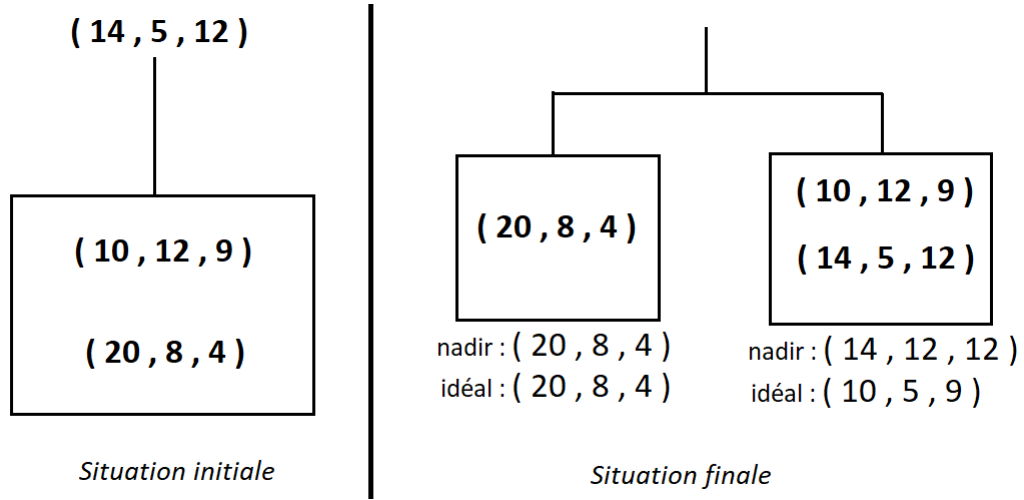 ( 14 , 5 , 12 )
( 10 , 12 , 9 )
( 20 , 8 , 4 )
Situation initiale
( 20 , 8 , 4 )
nadir : ( 20 , 8 , 4 )
idéal : ( 20 , 8 , 4 )
( 10 , 12 , 9 )
( 14 , 5 , 12 )
nadir : ( 14 , 12 , 12 )
idéal : ( 10 , 5 , 9 )
Situation finale